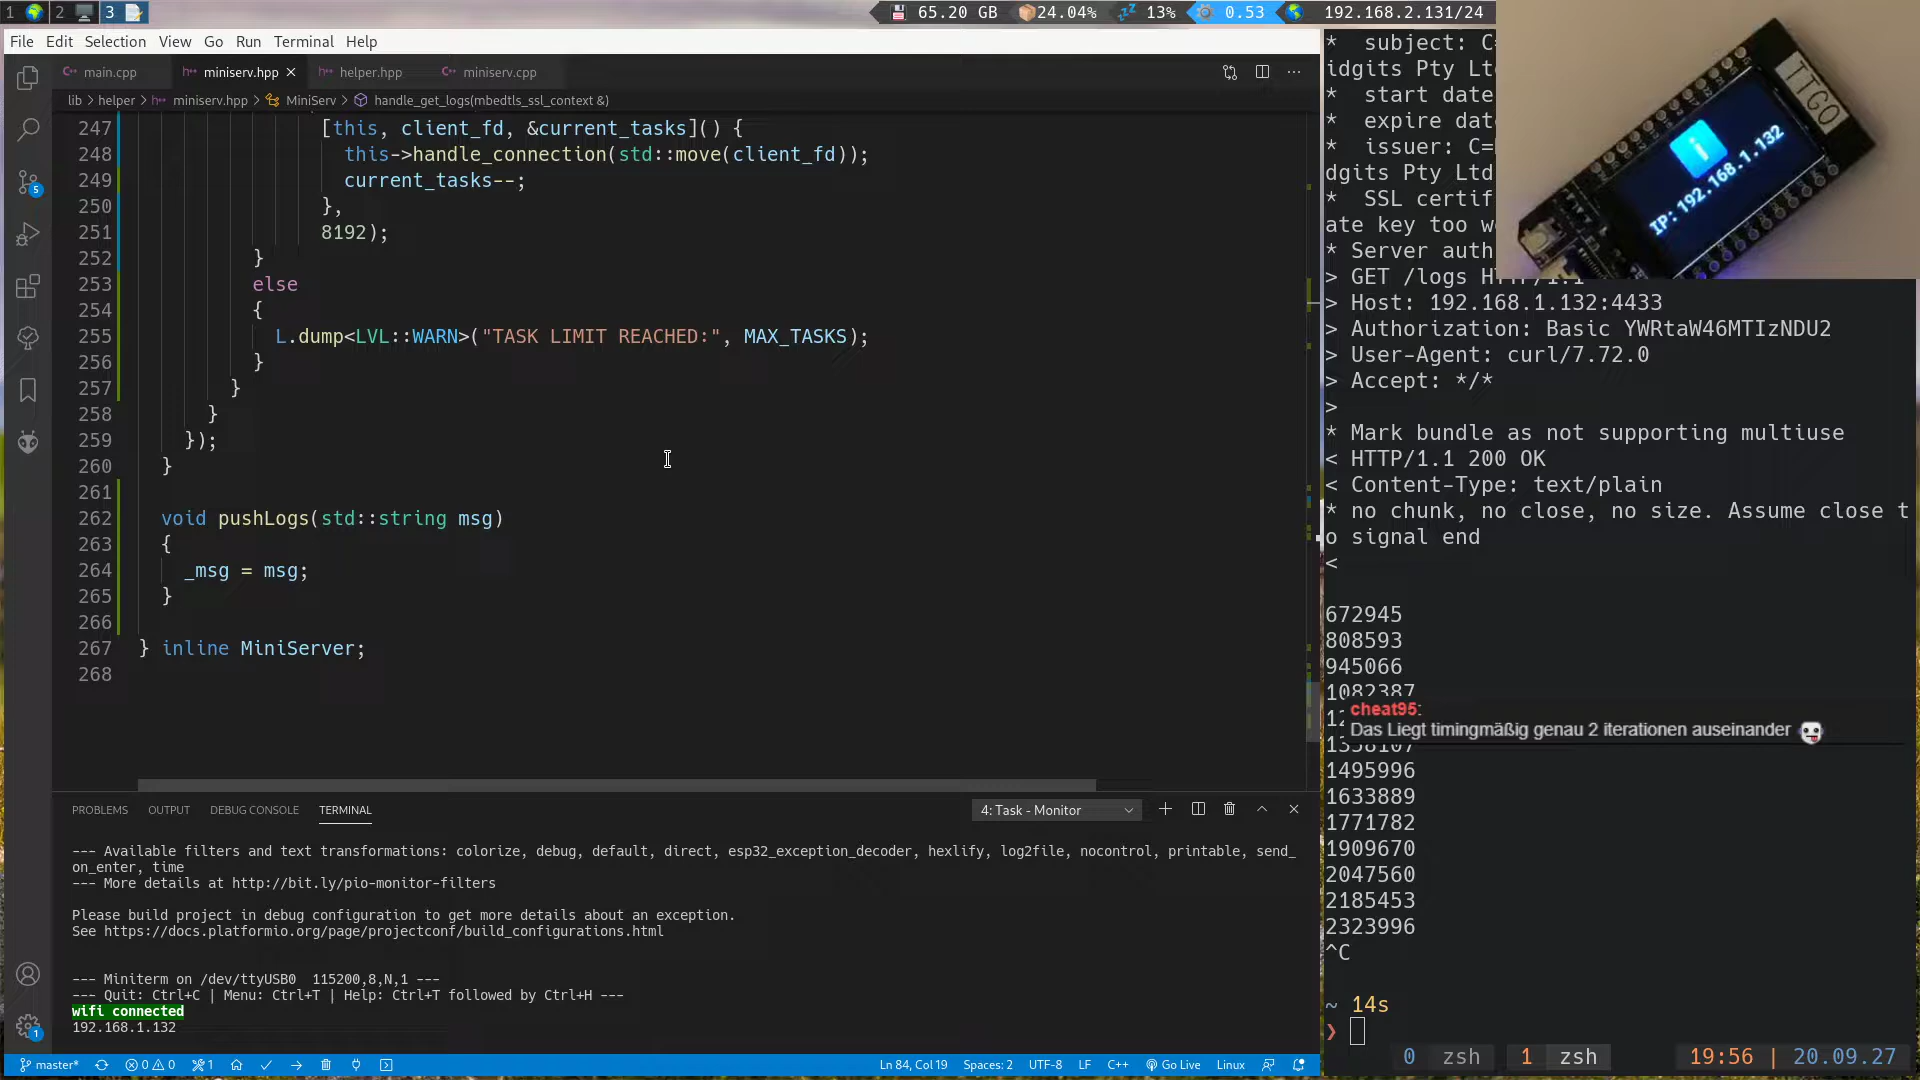 1 2 3
65.20 GB 24.04% 13% 0.53 192.168.2.131/24
File Edit Selection View Go Run Terminal Help
main.cpp miniserv.hpp helper.hpp miniserv.cpp
lib > helper > miniserv.hpp > MiniServ > handle_get_logs(mbedtls_ssl_context &)
247 [this, client_fd, &current_tasks]() {
248 this->handle_connection(std::move(client_fd));
249 current_tasks--;
250 },
251 8192);
252 }
253 else
254 {
255 L.dump<LVL::WARN>("TASK LIMIT REACHED:", MAX_TASKS);
256 }
257 }
258 }
259 });
260 }
261
262 void pushLogs(std::string msg)
263 {
264 _msg = msg;
265 }
266
267 } inline MiniServer;
268
PROBLEMS OUTPUT DEBUG CONSOLE TERMINAL 4: Task - Monitor
--- Available filters and text transformations: colorize, debug, default, direct, esp32_exception_decoder, hexlify, log2file, nocontrol, printable, send_
on_enter, time
--- More details at http://bit.ly/pio-monitor-filters
Please build project in debug configuration to get more details about an exception.
See https://docs.platformio.org/page/projectconf/build_configurations.html
--- Miniterm on /dev/ttyUSB0  115200,8,N,1 ---
--- Quit: Ctrl+C | Menu: Ctrl+T | Help: Ctrl+T followed by Ctrl+H ---
wifi connected
192.168.1.132
5
1
master* 0 0 1 Ln 84, Col 19 Spaces: 2 UTF-8 LF C++ Go Live Linux
* subject: C=
idgits Pty Lt
* start date
* expire dat
* issuer: C=
dgits Pty Ltd
* SSL certif
ate key too w
* Server auth
> GET /logs HTTP/1.1
> Host: 192.168.1.132:4433
> Authorization: Basic YWRtaW46MTIzNDU2
> User-Agent: curl/7.72.0
> Accept: */*
>
* Mark bundle as not supporting multiuse
< HTTP/1.1 200 OK
< Content-Type: text/plain
* no chunk, no close, no size. Assume close t
o signal end
<
672945
808593
945066
1082387
1495996
1633889
1771782
1909670
2047560
2185453
2323996
^C
~ 14s
❯
0 zsh 1 zsh 19:56 | 20.09.27
cheat95:
Das Liegt timingmäßig genau 2 iterationen auseinander
TTGO
i
IP:192.168.1.132